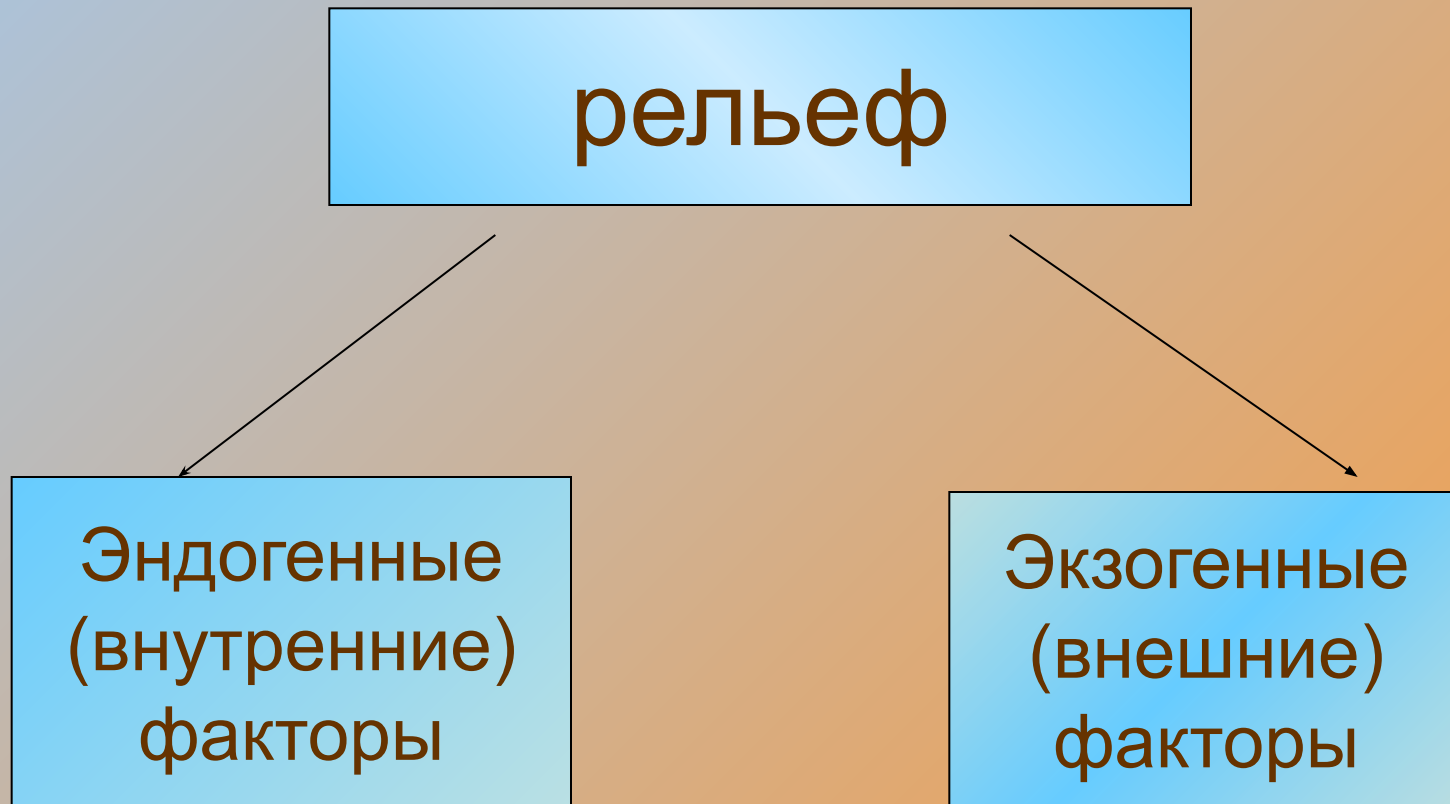 рельеф
Эндогенные
(внутренние)
факторы
Экзогенные
(внешние)
факторы